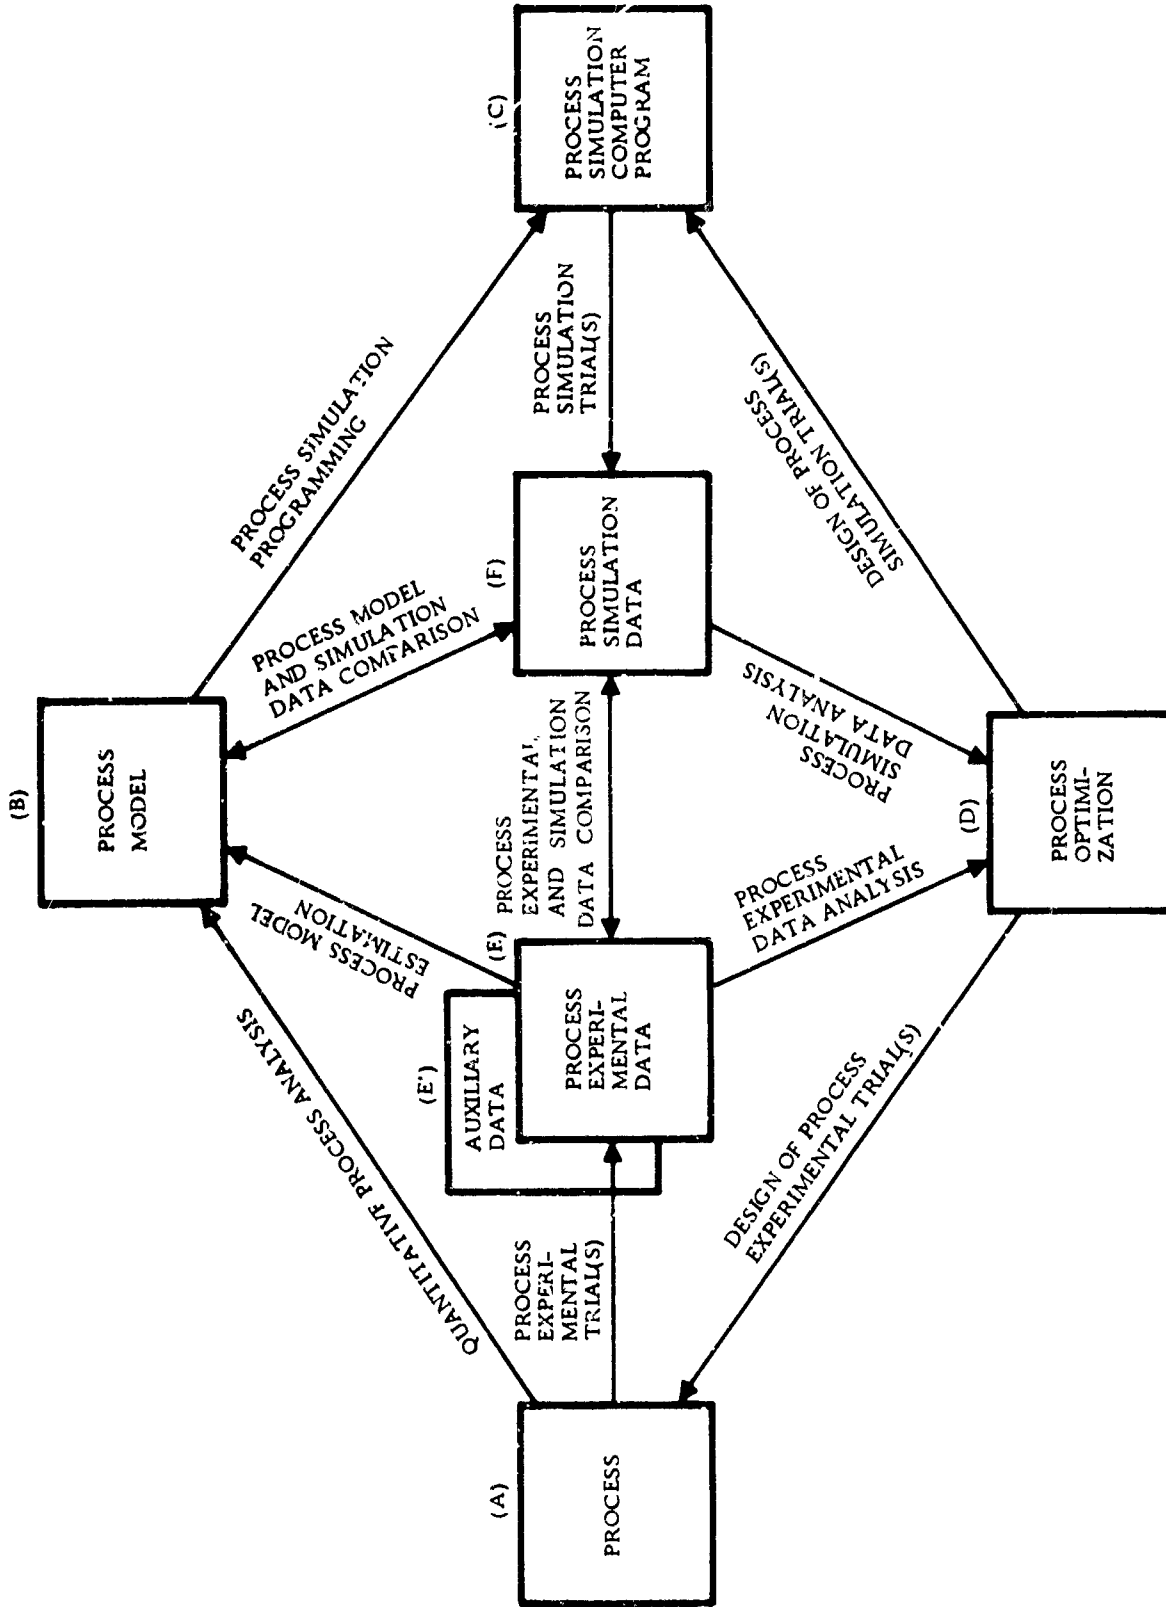 (B)
PROCESS
MODEL
QUANTITATIVE PROCESS ANALYSIS
PROCESS MODEL
ESTIMATION
PROCESS MODEL
AND SIMULATION
DATA COMPARISON
PROCESS SIMULATION
PROGRAMMING
(A)
PROCESS
PROCESS
EXPERI-
MENTAL
TRIAL(S)
(E')
AUXILIARY
DATA
(E)
PROCESS
EXPERI-
MENTAL
DATA
PROCESS
EXPERIMENTAL
AND SIMULATION
DATA COMPARISON
(F)
PROCESS
SIMULATION
DATA
PROCESS
SIMULATION
TRIAL(S)
(C)
PROCESS
SIMULATION
COMPUTER
PROGRAM
DESIGN OF PROCESS
EXPERIMENTAL TRIAL(S)
PROCESS
EXPERIMENTAL
DATA ANALYSIS
PROCESS
SIMULATION
DATA ANALYSIS
DESIGN OF PROCESS
SIMULATION TRIAL(S)
(D)
PROCESS
OPTIMI-
ZATION